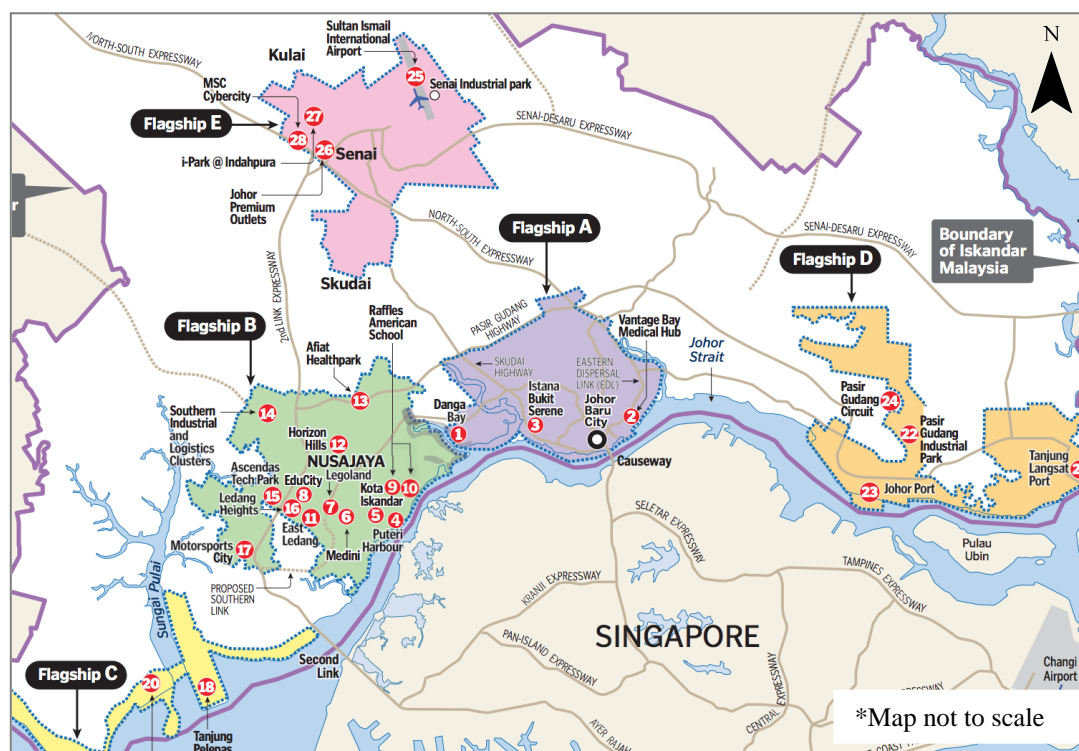 Sultan Ismail
International
Airport
N
NORTH-SOUTH EXPRESSWAY
Kulai
25
Senai Industrial park
MSC
Cybercity
27
Flagship E
28
26
Senai
SENAI-DESARU EXPRESSWAY
i-Park @ Indahpura
Johor
Premium
Outlets
NORTH-SOUTH EXPRESSWAY
Flagship A
SENAI-DESARU EXPRESSWAY
Boundary
of Iskandar
Malaysia
Flagship D
Skudai
2ND LINK EXPRESSWAY
Raffles
American
School
PASIR GUDANG
HIGHWAY
Vantage Bay
Medical Hub
Johor
Strait
Flagship B
Afiat
Healthpark
SKUDAI
HIGHWAY
EASTERN
DISPERSAL
LINK (EDL)
Istana
Bukit
Serene
Johor
Baru
City
Pasir
Gudang
Circuit
24
13
14
Southern
Industrial
and
Logistics
Clusters
Danga
Bay
1
3
2
22
Pasir
Gudang
Industrial
Park
Horizon
Hills
12
Causeway
NUSAJAYA
Legoland
Tanjung
Langsat
Port
Ascendas
Tech Park
EduCity
Kota
Iskandar
9
10
15
8
23
Johor Port
Ledang
Heights
16
11
7
6
5
4
East
Ledang
Puteri
Harbour
Medini
Motorsports
City
17
SELETAR EXPRESSWAY
Pulau
Ubin
TAMPINES EXPRESSWAY
PROPOSED
SOUTHERN
LINK
KRANJI EXPRESSWAY
Sungai Pulai
SINGAPORE
PAN-ISLAND EXPRESSWAY
Second
Link
Flagship C
20
18
Changi
Airport
CENTRAL EXPRESSWAY
*Map not to scale
Tanjung
Pelepas
AYER RAJAH
COAST